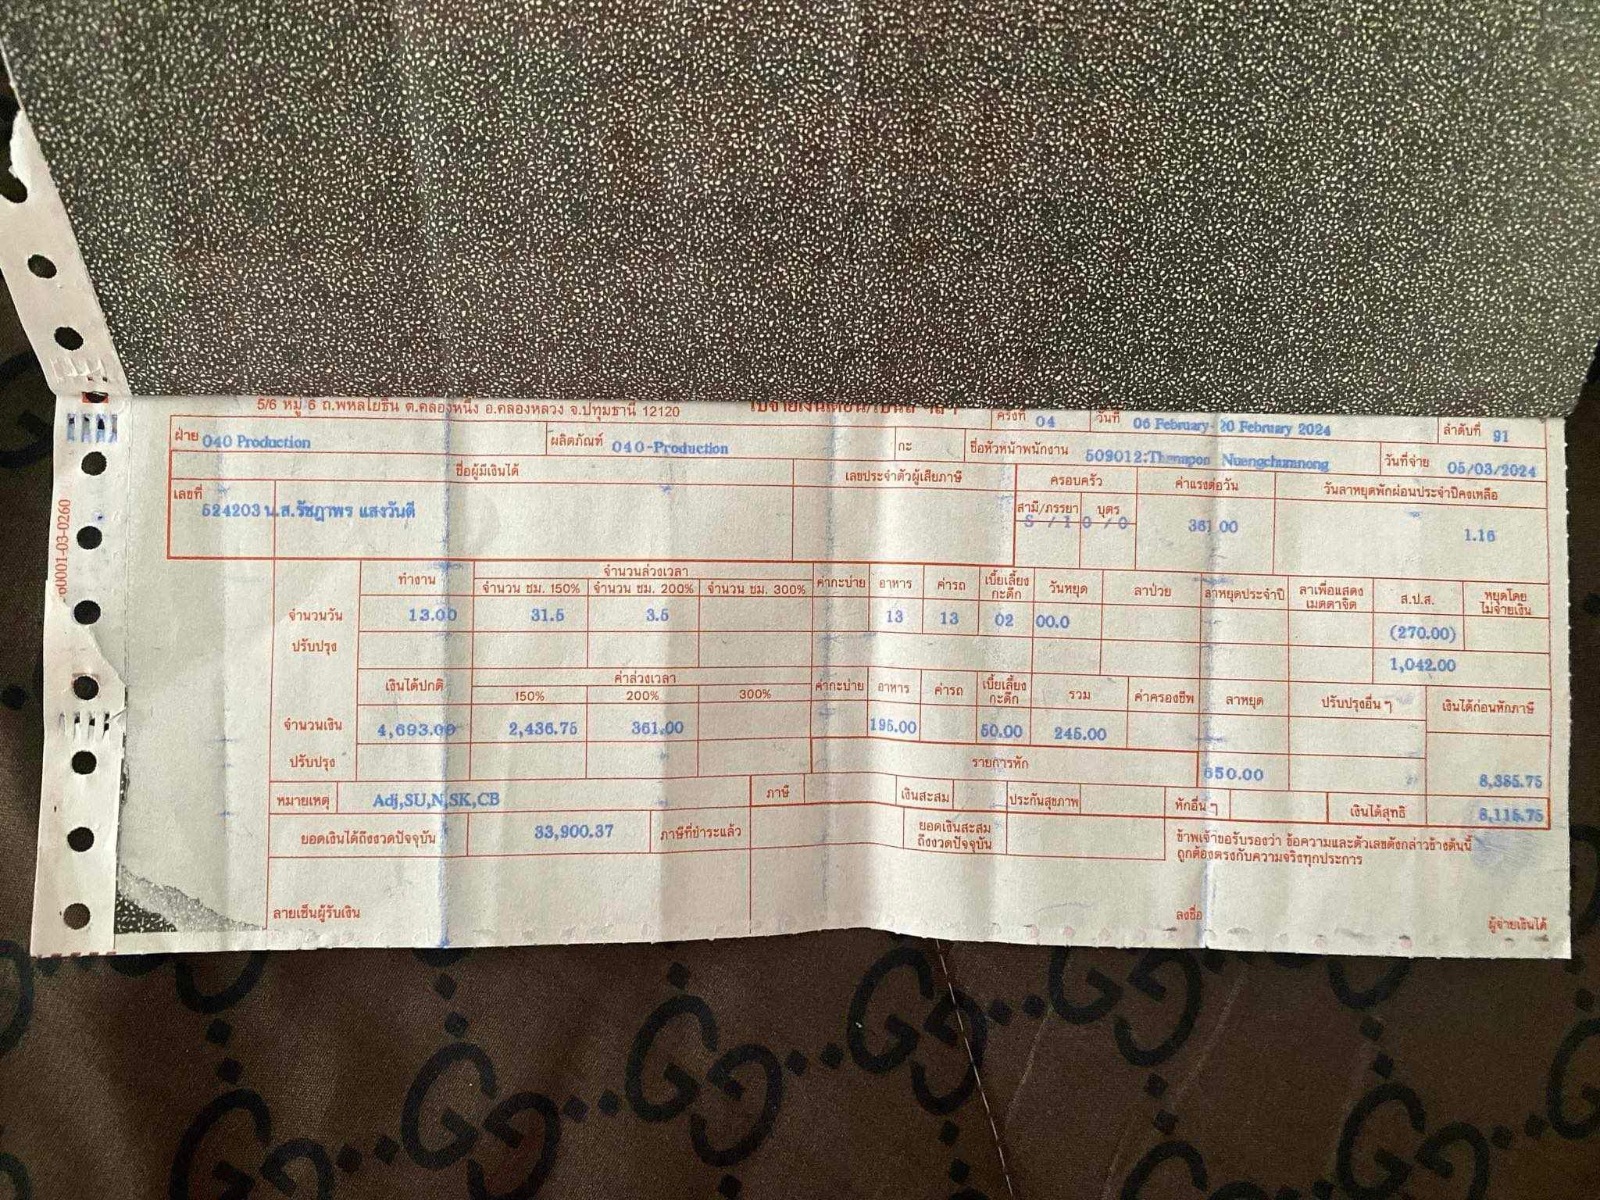 5/6 หมู่ 6 ถ.พหลโยธิน ต.คลองหนึ่ง อ.คลองหลวง จ.ปทุมธานี 12120
ครั้งที่ 04 วันที่ 06 February- 20 February 2024 ลำดับที่ 91
ฝ่าย 040 Production ผลิตภัณฑ์ 040-Production กะ ชื่อหัวหน้าพนักงาน 509012: วันที่จ่าย 05/03/2024
ชื่อผู้มีเงินได้ เลขประจำตัวผู้เสียภาษี ครอบครัว ค่าแรงต่อวัน วันลาหยุดพักผ่อนประจำปีคงเหลือ
เลขที่ สามี/ภรรยา บุตร
524203 น.ส.รัชฎาพร แสงวันดี S / 1 0 / 0 361.00 1.16
ทำงาน จำนวนล่วงเวลา ค่ากะบ่าย อาหาร ค่ารถ เบี้ยเลี้ยงกะดึก วันหยุด ลาป่วย ลาหยุดประจำปี ลาเพื่อแสดงเมตตาจิต ส.ป.ส. หยุดโดยไม่จ่ายเงิน
จำนวน ชม. 150% จำนวน ชม. 200% จำนวน ชม. 300%
จำนวนวัน 13.00 31.5 3.5 13 13 02 00.0 (270.00)
ปรับปรุง 1,042.00
เงินได้ปกติ ค่าล่วงเวลา ค่ากะบ่าย อาหาร ค่ารถ เบี้ยเลี้ยงกะดึก รวม ค่าครองชีพ ลาหยุด ปรับปรุงอื่น ๆ เงินได้ก่อนหักภาษี
150% 200% 300%
จำนวนเงิน 4,693.00 2,436.75 361.00 195.00 50.00 245.00
ปรับปรุง รายการหัก 650.00 8,385.75
หมายเหตุ Adj,SU,N,SK,CB ภาษี เงินสะสม ประกันสุขภาพ หักอื่น ๆ เงินได้สุทธิ 8,115.75
ยอดเงินได้ถึงงวดปัจจุบัน 33,900.37 ภาษีที่ชำระแล้ว ยอดเงินสะสมถึงงวดปัจจุบัน
ข้าพเจ้าขอรับรองว่า ข้อความและตัวเลขดังกล่าวข้างต้นนี้
ถูกต้องตรงกับความจริงทุกประการ
ลายเซ็นผู้รับเงิน ลงชื่อ ผู้จ่ายเงินได้